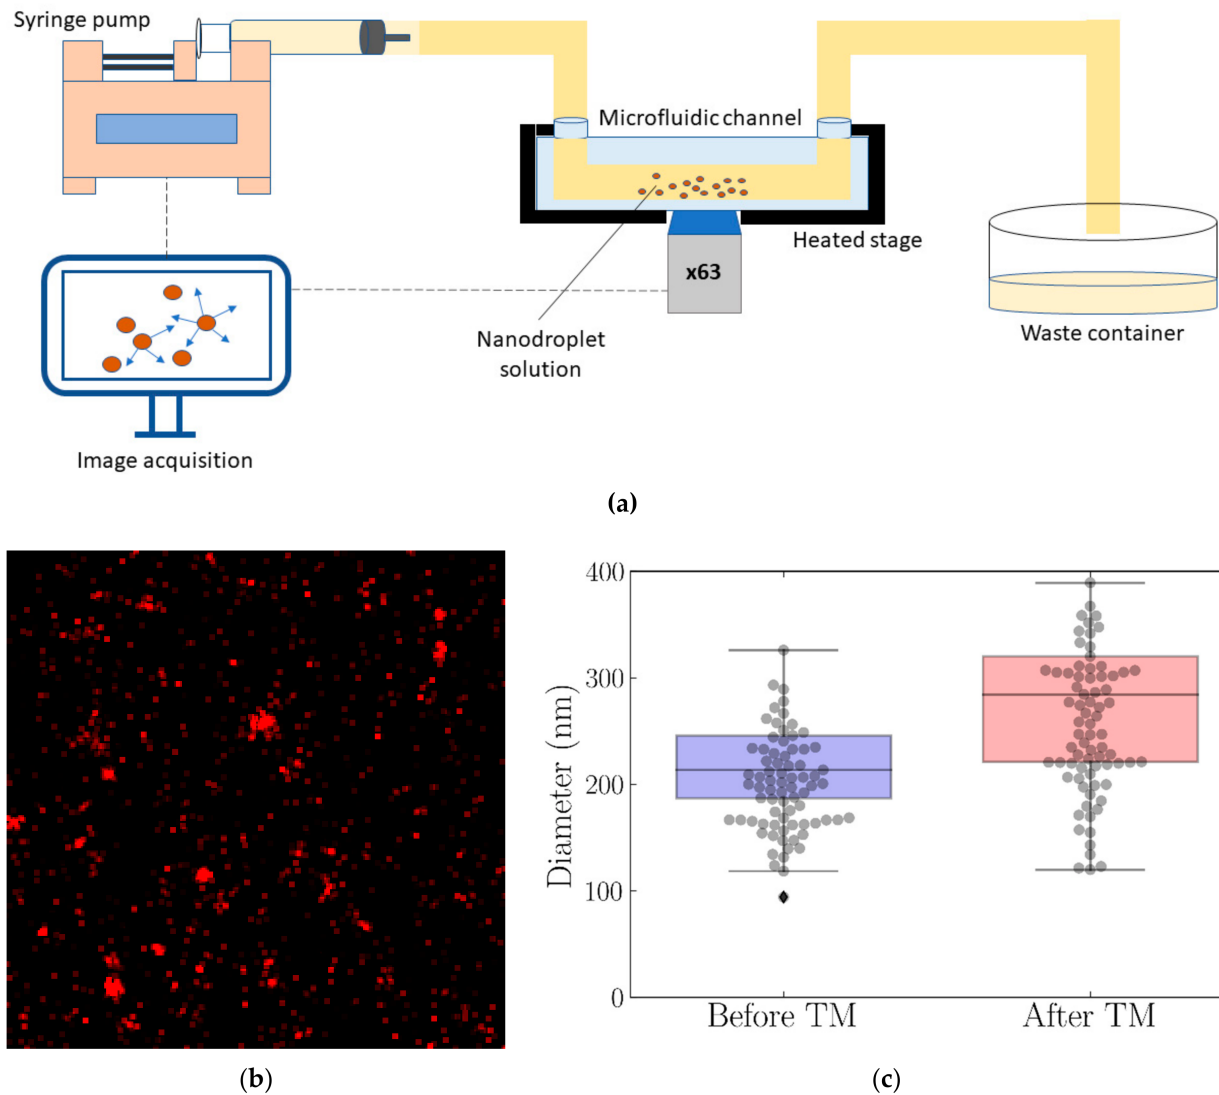 Syringe pump
Microfluidic channel
Heated stage
x63
Nanodroplet
solution
Waste container
Image acquisition
(a)
400
300
200
100
0
Diameter (nm)
Before TM
After TM
(b)
(c)